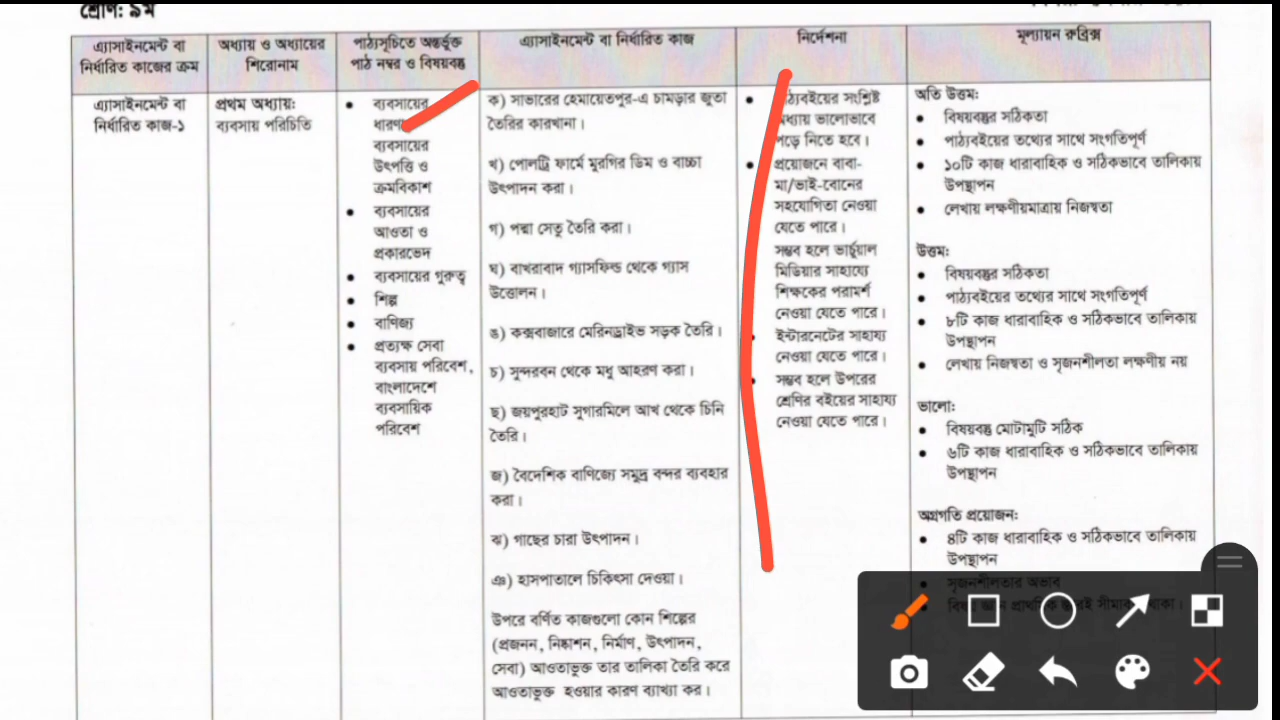 শ্রেণি: ৯ম
এ্যাসাইনমেন্ট বা
নির্ধারিত কাজের ক্রম
অধ্যায় ও অধ্যায়ের
শিরোনাম
পাঠ্যসূচিতে অন্তর্ভুক্ত
পাঠ নম্বর ও বিষয়বস্তু
এ্যাসাইনমেন্ট বা নির্ধারিত কাজ
নির্দেশনা
মূল্যায়ন রুব্রিক্স
এ্যাসাইনমেন্ট বা
নির্ধারিত কাজ-১
প্রথম অধ্যায়:
ব্যবসায় পরিচিতি
• ব্যবসায়ের
ব্যবসায়ের
উৎপত্তি ও
ক্রমবিকাশ
• ব্যবসায়ের
আওতা ও
প্রকারভেদ
• ব্যবসায়ের গুরুত্ব
• শিল্প
• বাণিজ্য
• প্রত্যক্ষ সেবা
ব্যবসায় পরিবেশ,
বাংলাদেশে
ব্যবসায়িক
পরিবেশ
ক) সাভারের হেমায়েতপুর-এ চামড়ার জুতা
তৈরির কারখানা।
খ) পোলট্রি ফার্মে মুরগির ডিম ও বাচ্চা
উৎপাদন করা।
গ) পদ্মা সেতু তৈরি করা।
ঘ) বাখরাবাদ গ্যাসফিল্ড থেকে গ্যাস
উত্তোলন।
ঙ) কক্সবাজারে মেরিনড্রাইভ সড়ক তৈরি।
চ) সুন্দরবন থেকে মধু আহরণ করা।
ছ) জয়পুরহাট সুগারমিলে আখ থেকে চিনি
তৈরি।
জ) বৈদেশিক বাণিজ্যে সমুদ্র বন্দর ব্যবহার
করা।
ঝ) গাছের চারা উৎপাদন।
ঞ) হাসপাতালে চিকিৎসা দেওয়া।
উপরে বর্ণিত কাজগুলো কোন শিল্পের
(প্রজনন, নিষ্কাশন, নির্মাণ, উৎপাদন,
সেবা) আওতাভুক্ত তার তালিকা তৈরি করে
আওতাভুক্ত হওয়ার কারণ ব্যাখ্যা কর।
সংশ্লিষ্ট
ভালোভাবে
পড়ে নিতে হবে।
• প্রয়োজনে বাবা-
মা/ভাই-বোনের
সহযোগিতা নেওয়া
যেতে পারে।
সম্ভব হলে ভার্চুয়াল
মিডিয়ার সাহায্যে
শিক্ষকের পরামর্শ
নেওয়া যেতে পারে।
• ইন্টারনেটের সাহায্য
নেওয়া যেতে পারে।
• সম্ভব হলে উপরের
শ্রেণির বইয়ের সাহায্য
নেওয়া যেতে পারে।
অতি উত্তম:
• বিষয়বস্তুর সঠিকতা
• পাঠ্যবইয়ের তথ্যের সাথে সংগতিপূর্ণ
• ১০টি কাজ ধারাবাহিক ও সঠিকভাবে তালিকায়
উপস্থাপন
• লেখায় লক্ষণীয়মাত্রায় নিজস্বতা
উত্তম:
• বিষয়বস্তুর সঠিকতা
• পাঠ্যবইয়ের তথ্যের সাথে সংগতিপূর্ণ
• ৮টি কাজ ধারাবাহিক ও সঠিকভাবে তালিকায়
উপস্থাপন
• লেখায় নিজস্বতা ও সৃজনশীলতা লক্ষণীয় নয়
ভালো:
• বিষয়বস্তু মোটামুটি সঠিক
• ৬টি কাজ ধারাবাহিক ও সঠিকভাবে তালিকায়
উপস্থাপন
অগ্রগতি প্রয়োজন:
• ৪টি কাজ ধারাবাহিক ও সঠিকভাবে তালিকায়
উপস্থাপন
• সৃজনশীলতার অভাব